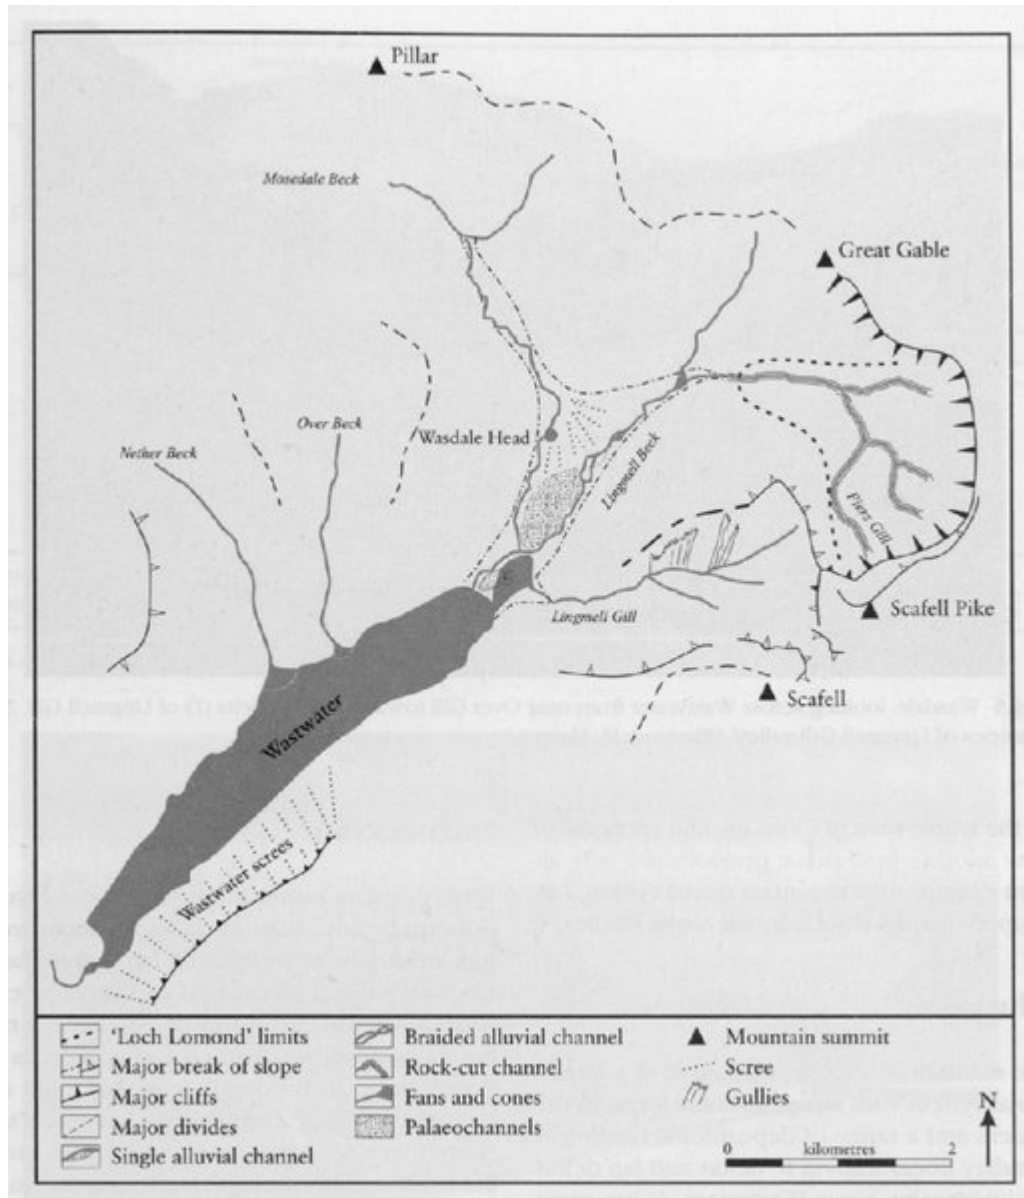 Pillar
Mosedale Beck
Great Gable
Over Beck
Wasdale Head
Nether Beck
Lingmell Beck
Piers Gill
Scafell Pike
Lingmell Gill
Scafell
Wastwater
Wastwater screes
'Loch Lomond' limits
Major break of slope
Major cliffs
Major divides
Single alluvial channel
Braided alluvial channel
Rock-cut channel
Fans and cones
Palaeochannels
Mountain summit
Scree
Gullies
N
0 kilometres 2